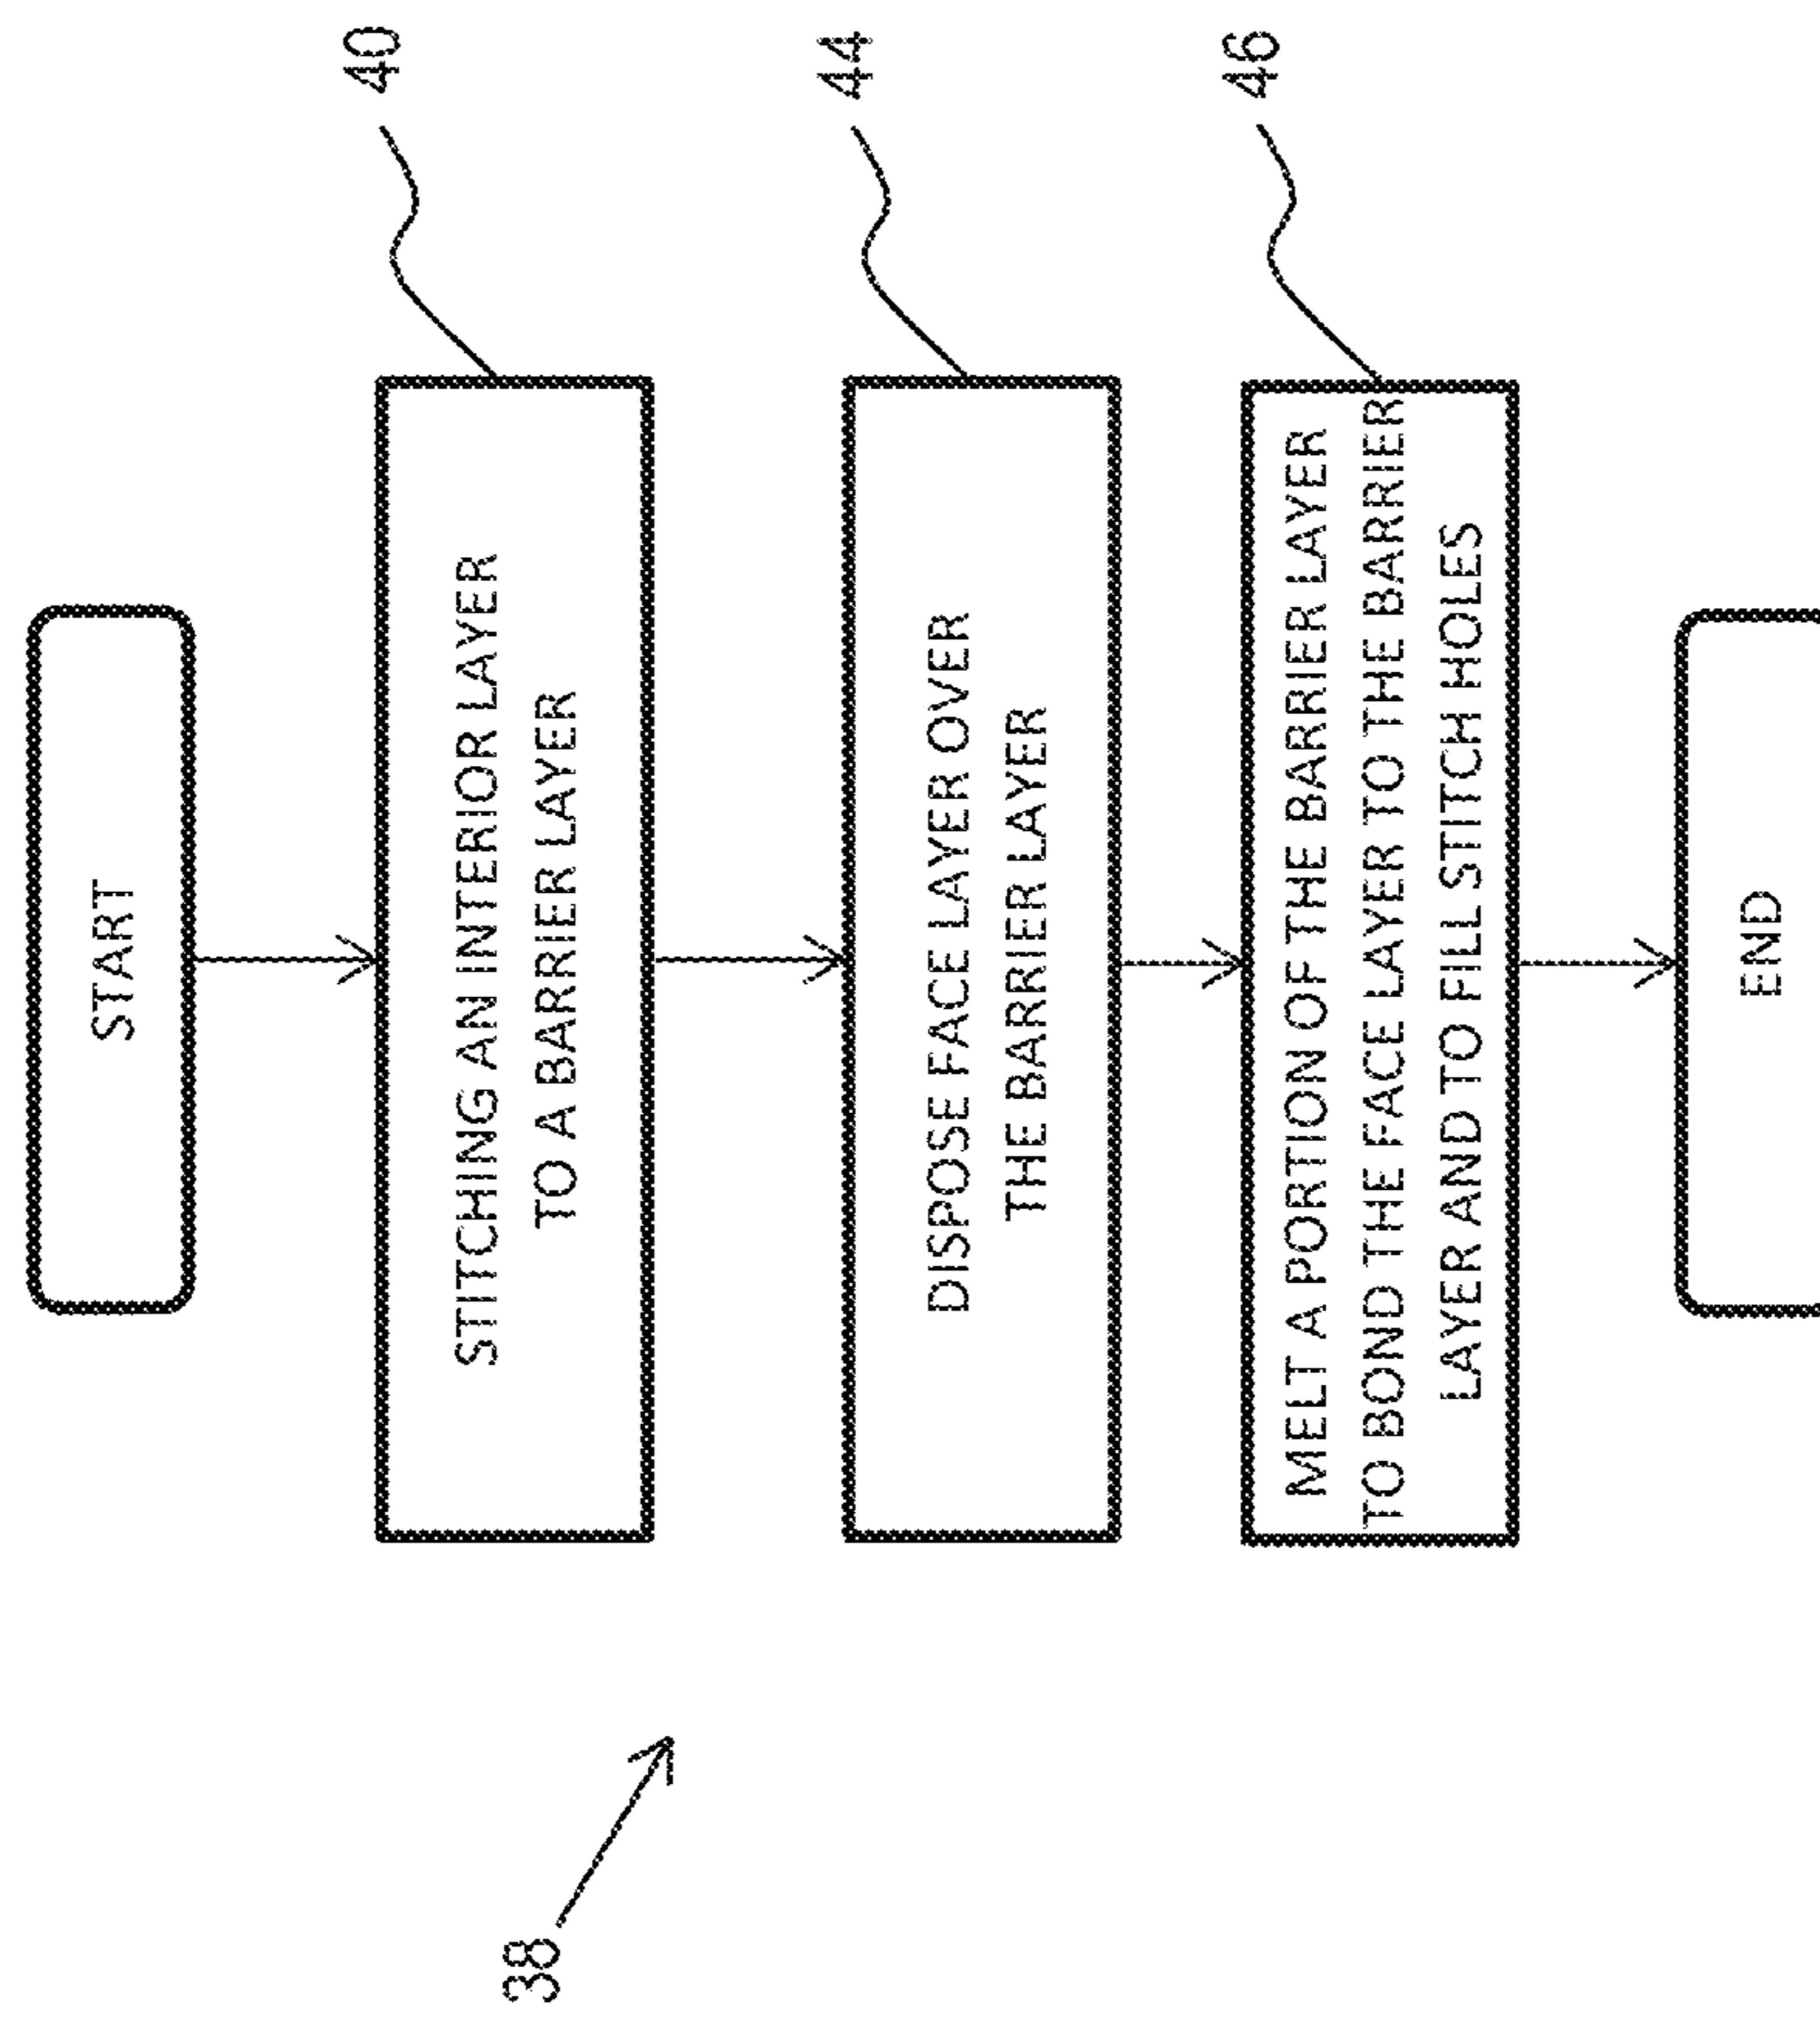 START
STITCHING AN INTERIOR LAYER
TO A BARRIER LAYER
40
DISPOSE FACE LAYER OVER
THE BARRIER LAYER
44
MELT A PORTION OF THE BARRIER LAYER
TO BOND THE FACE LAYER TO THE BARRIER
LAYER AND TO FILL STITCH HOLES
46
END
38